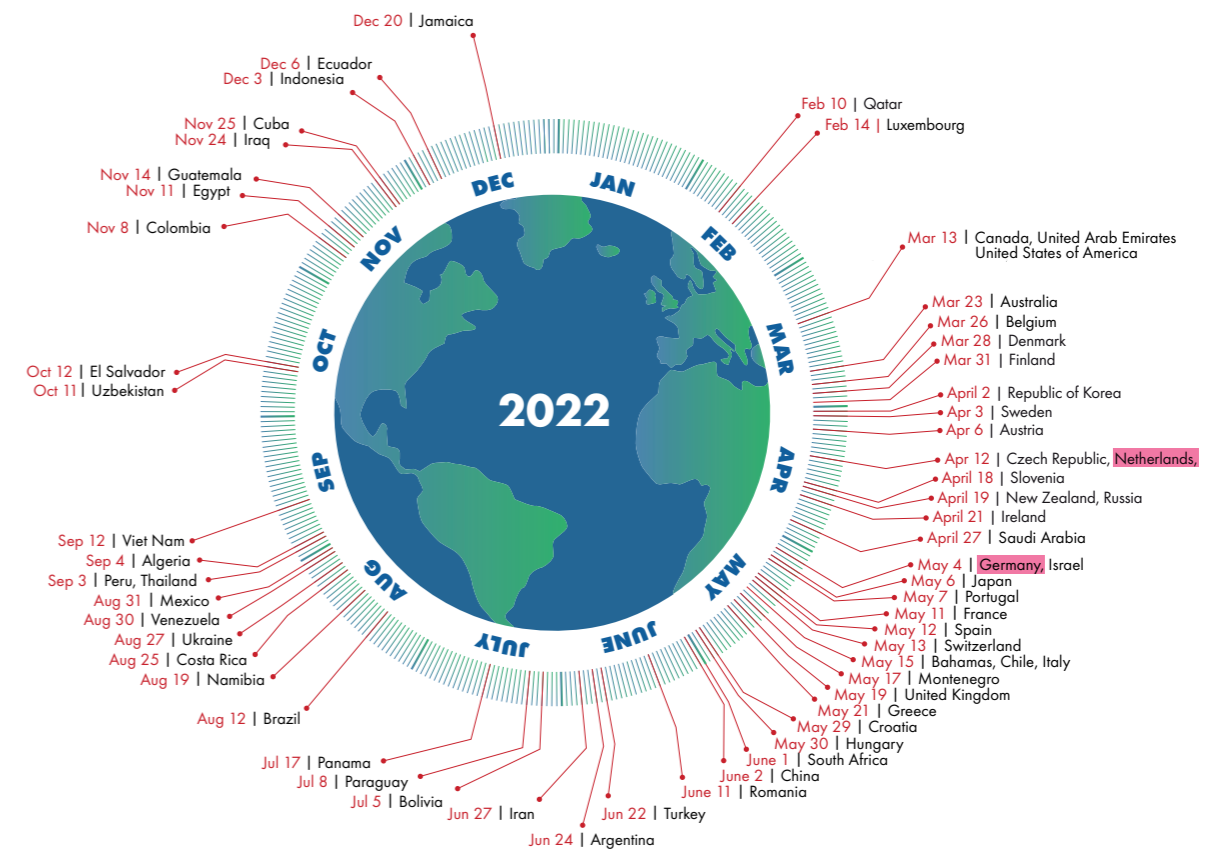 Dec 20 | Jamaica
Dec 6 | Ecuador
Dec 3 | Indonesia
Nov 25 | Cuba
Nov 24 | Iraq
Nov 14 | Guatemala
Nov 11 | Egypt
Nov 8 | Colombia
Oct 12 | El Salvador
Oct 11 | Uzbekistan
Sep 12 | Viet Nam
Sep 4 | Algeria
Sep 3 | Peru, Thailand
Aug 31 | Mexico
Aug 30 | Venezuela
Aug 27 | Ukraine
Aug 25 | Costa Rica
Aug 19 | Namibia
Aug 12 | Brazil
Jul 17 | Panama
Jul 8 | Paraguay
Jul 5 | Bolivia
Jun 27 | Iran
Jun 24 | Argentina
Jun 22 | Turkey
Feb 10 | Qatar
Feb 14 | Luxembourg
Mar 13 | Canada, United Arab Emirates
United States of America
Mar 23 | Australia
Mar 26 | Belgium
Mar 28 | Denmark
Mar 31 | Finland
April 2 | Republic of Korea
Apr 3 | Sweden
Apr 6 | Austria
Apr 12 | Czech Republic, Netherlands,
April 18 | Slovenia
April 19 | New Zealand, Russia
April 21 | Ireland
April 27 | Saudi Arabia
May 4 | Germany, Israel
May 6 | Japan
May 7 | Portugal
May 11 | France
May 12 | Spain
May 13 | Switzerland
May 15 | Bahamas, Chile, Italy
May 17 | Montenegro
May 19 | United Kingdom
May 21 | Greece
May 29 | Croatia
May 30 | Hungary
June 1 | South Africa
June 2 | China
June 11 | Romania
JAN
FEB
MAR
APR
MAY
JUNE
JULY
AUG
SEP
OCT
NOV
DEC
2022